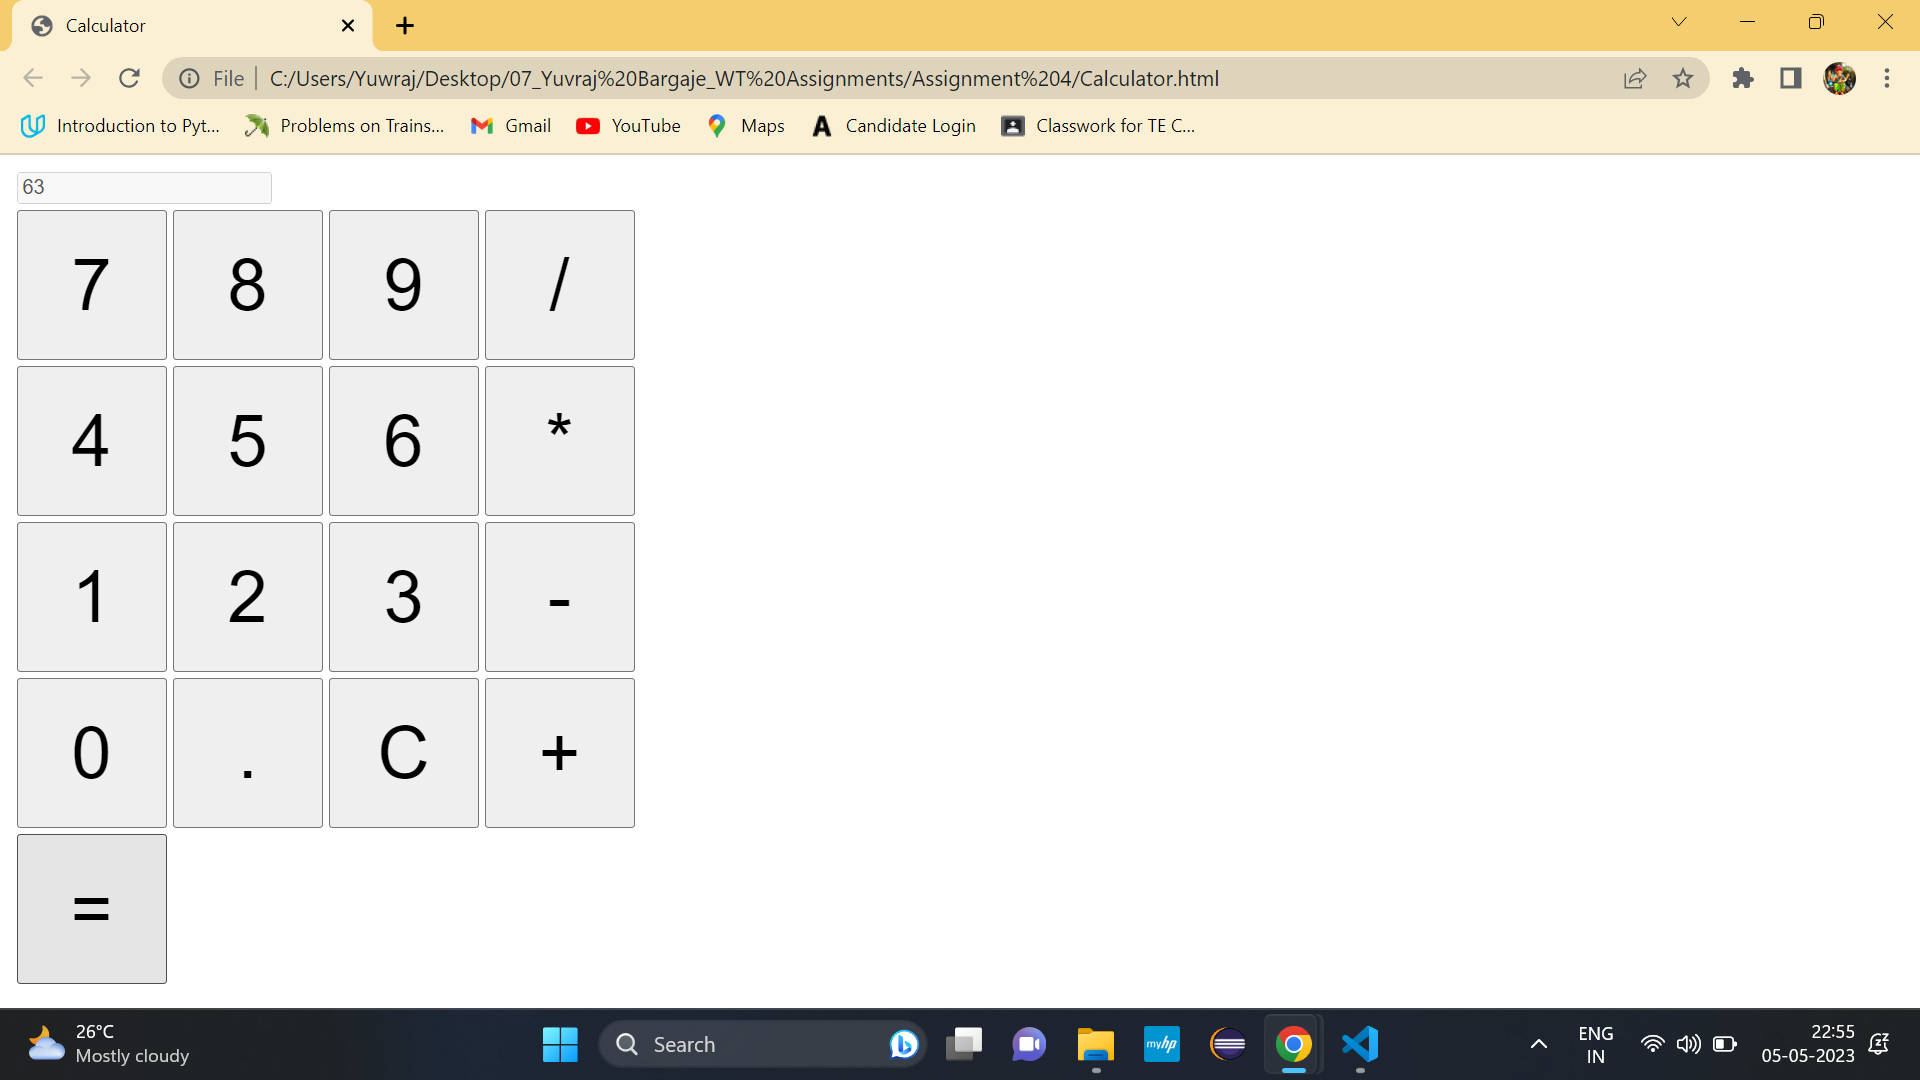 Calculator
File C:/Users/Yuwraj/Desktop/07_Yuvraj%20Bargaje_WT%20Assignments/Assignment%204/Calculator.html
Introduction to Pyt... Problems on Trains... Gmail YouTube Maps Candidate Login Classwork for TE C...
63
7 8 9 /
4 5 6 *
1 2 3 -
0 . C +
=
26°C
Mostly cloudy
Search
myhp
ENG
IN
22:55
05-05-2023